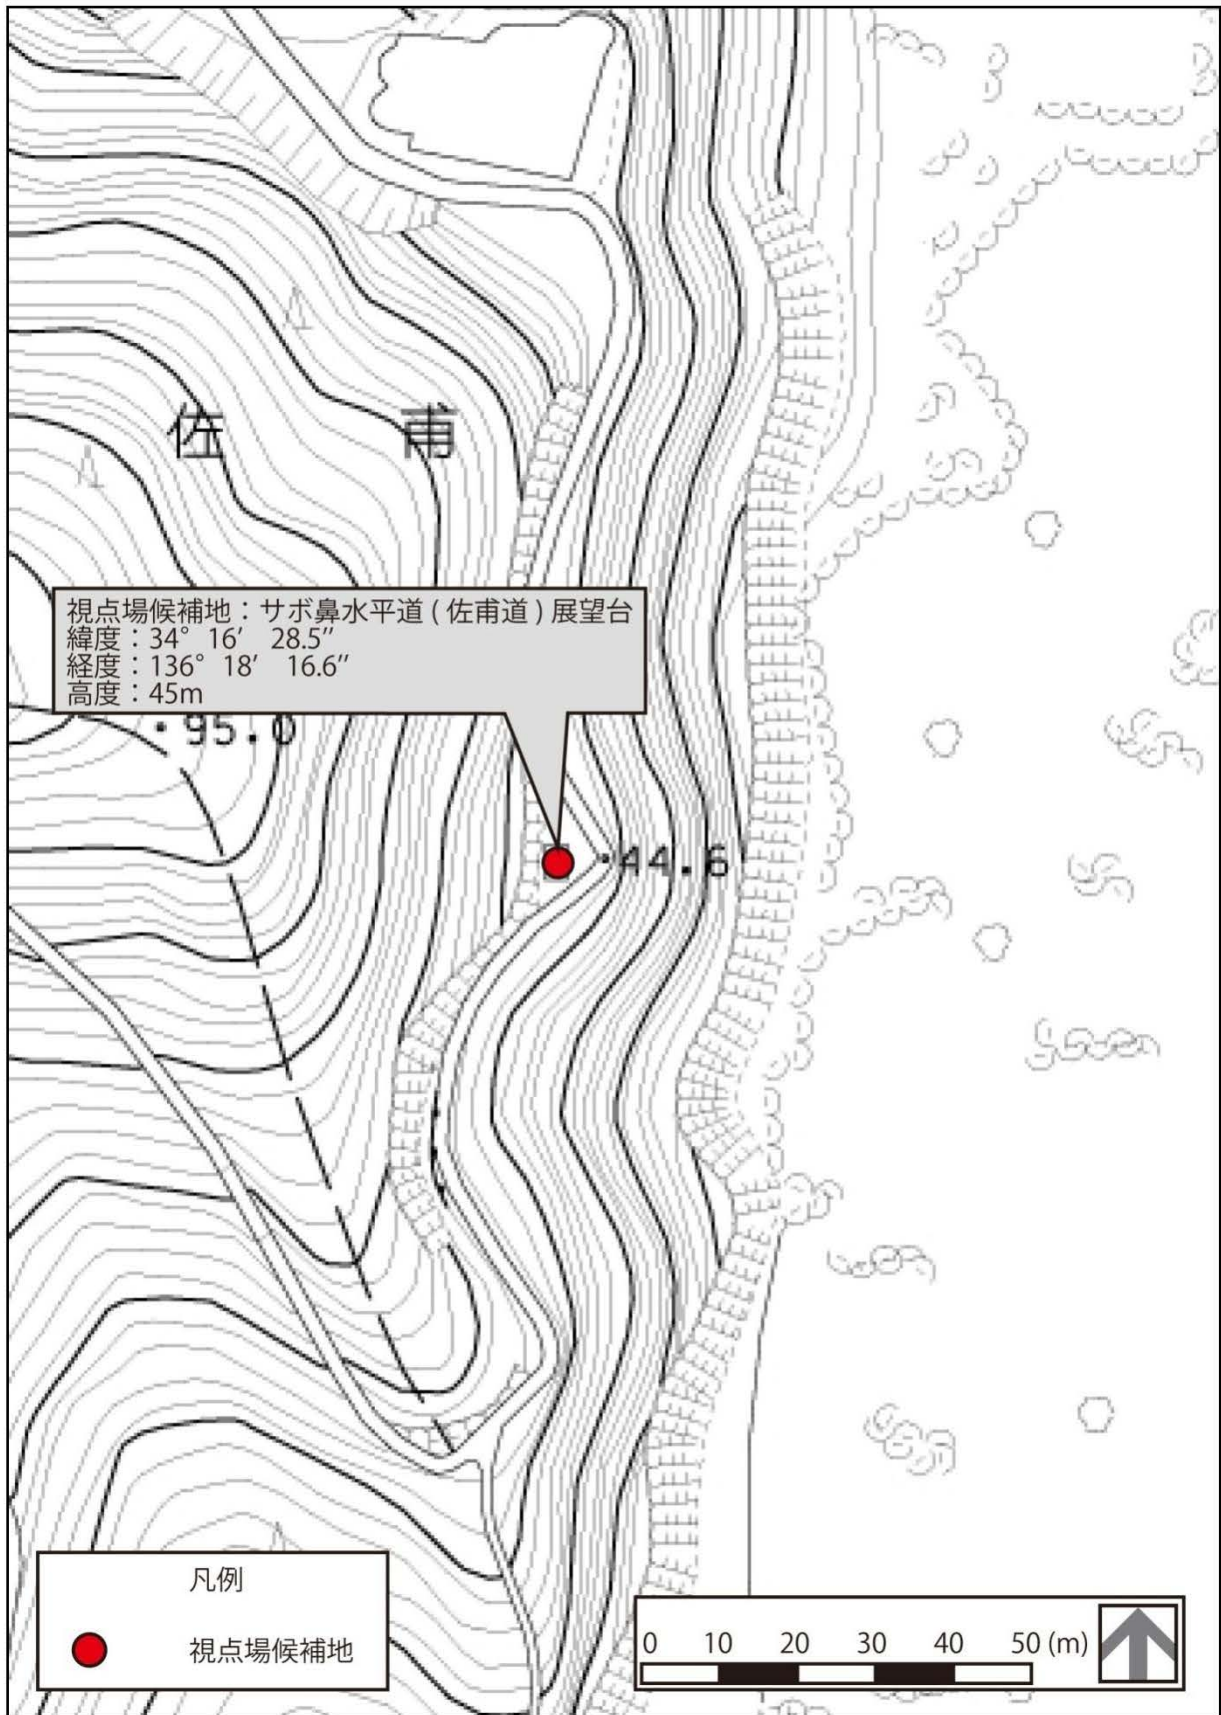 佐 甫
視点場候補地：サボ鼻水平道 ( 佐甫道 ) 展望台
緯度：34° 16′ 28.5″
経度：136° 18′ 16.6″
高度：45m
・95.0
・44.6
凡例
視点場候補地
0 10 20 30 40 50 (m)